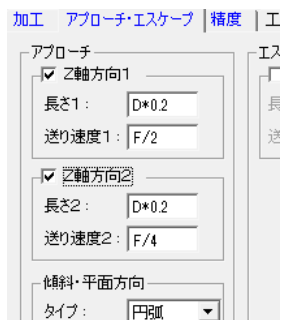 加工 アプローチ・エスケープ 精度 工
アプローチ
Z軸方向1
長さ1: D*0.2
送り速度1: F/2
Z軸方向2
長さ2: D*0.2
送り速度2: F/4
傾斜・平面方向
タイプ: 円弧
エス
長
送